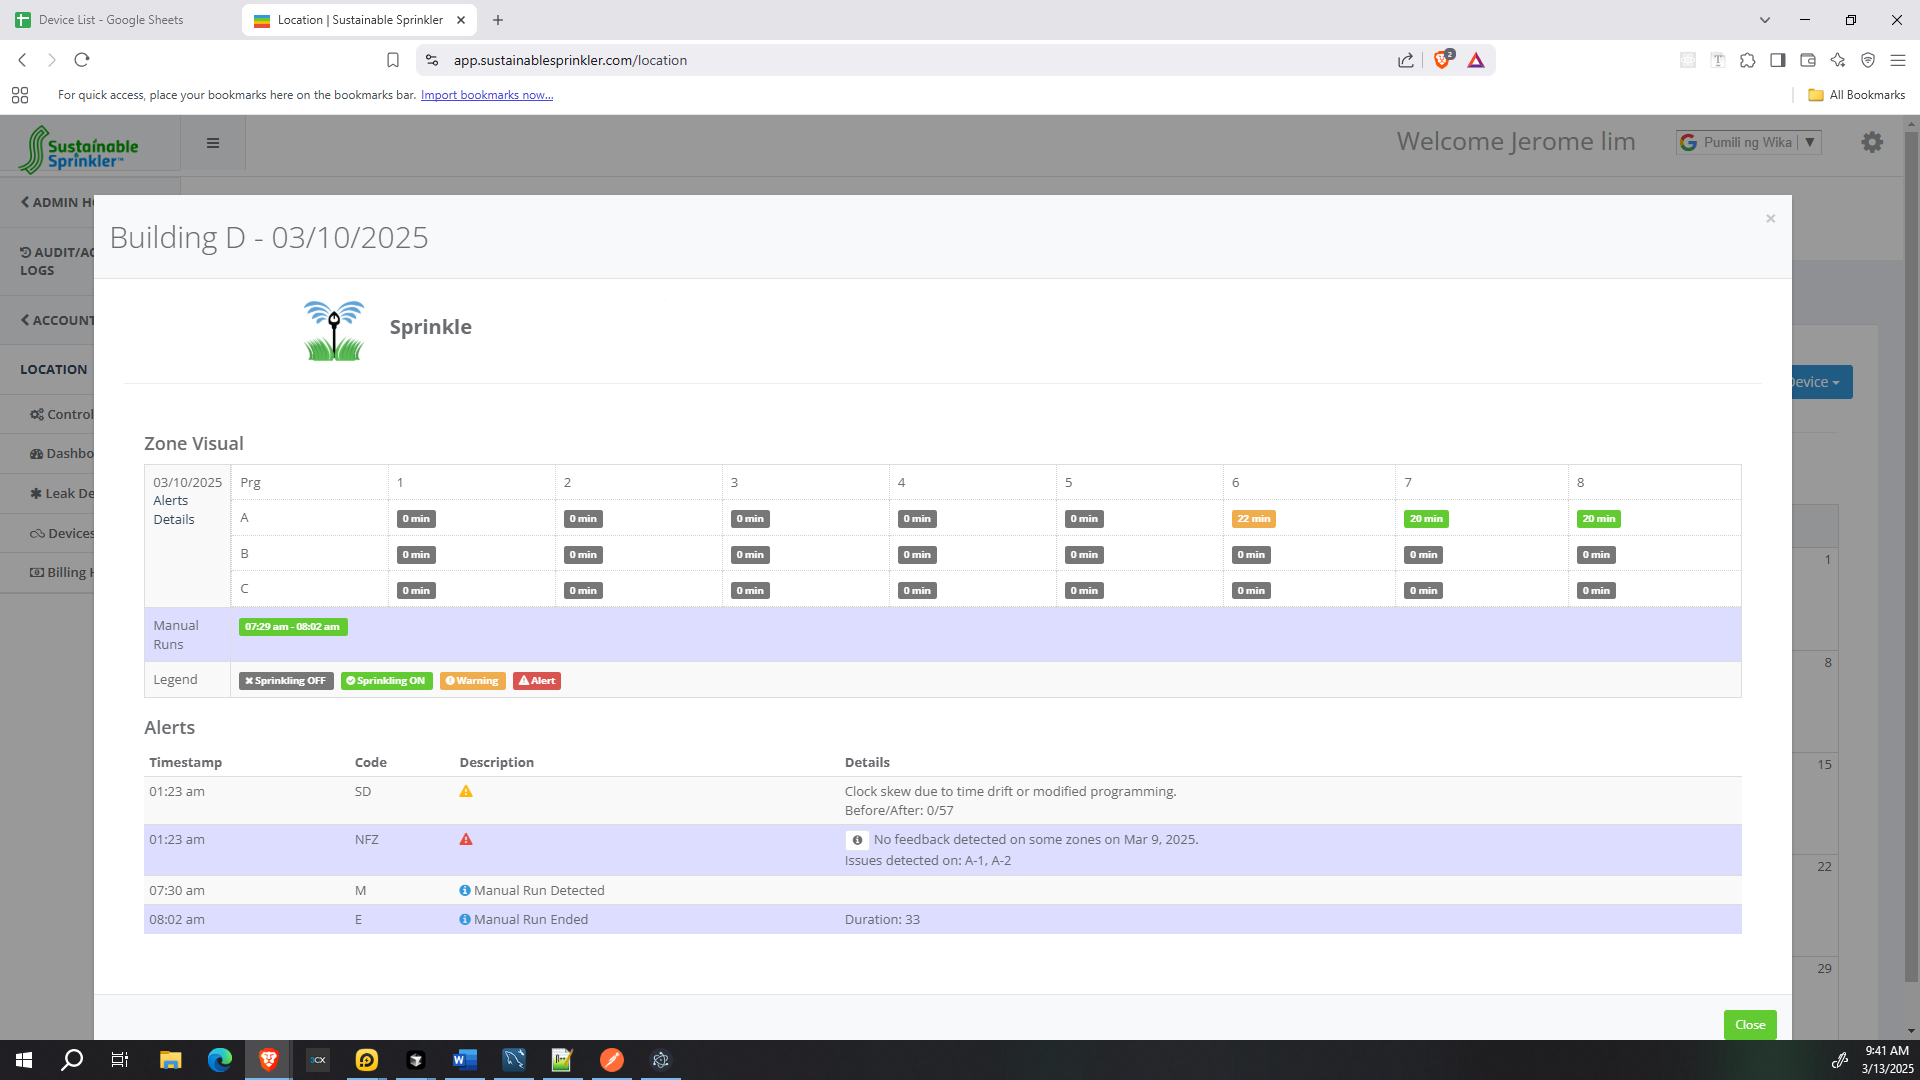 Device List - Google Sheets
Location | Sustainable Sprinkler
app.sustainablesprinkler.com/location
2
For quick access, place your bookmarks here on the bookmarks bar. Import bookmarks now...
All Bookmarks
Sustainable
Sprinkler™
Welcome Jerome lim
Pumili ng Wika
ADMIN H
AUDIT/AC
LOGS
ACCOUNT
LOCATION
Control
Dashbo
Leak De
Devices
Billing H
Device
1
8
15
22
29
Building D - 03/10/2025
×
Sprinkle
Zone Visual
03/10/2025 Prg 1 2 3 4 5 6 7 8
Alerts
Details
A 0 min 0 min 0 min 0 min 0 min 22 min 20 min 20 min
B 0 min 0 min 0 min 0 min 0 min 0 min 0 min 0 min
C 0 min 0 min 0 min 0 min 0 min 0 min 0 min 0 min
Manual
Runs
07:29 am - 08:02 am
Legend Sprinkling OFF Sprinkling ON Warning Alert
Alerts
Timestamp Code Description Details
01:23 am SD Clock skew due to time drift or modified programming.
Before/After: 0/57
01:23 am NFZ No feedback detected on some zones on Mar 9, 2025.
Issues detected on: A-1, A-2
07:30 am M Manual Run Detected
08:02 am E Manual Run Ended Duration: 33
Close
3CX
9:41 AM
3/13/2025